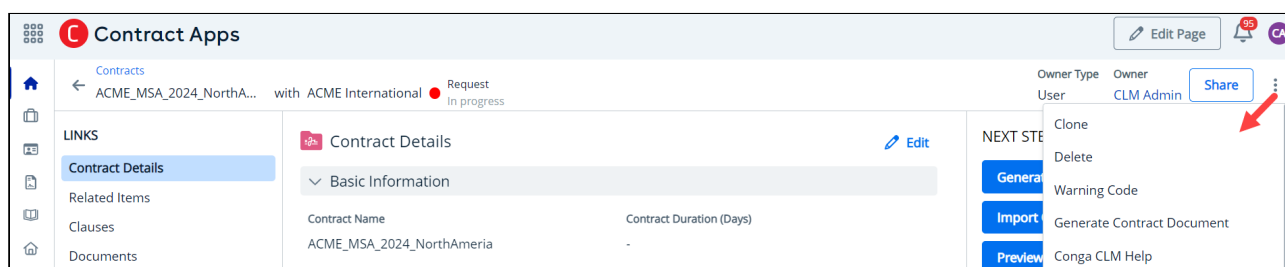 Contract Apps
Edit Page
95
CA
Contracts
ACME_MSA_2024_NorthA... with ACME International
Request
In progress
Owner Type
User
Owner
CLM Admin
Share
LINKS
Contract Details
Related Items
Clauses
Documents
Contract Details
Edit
Basic Information
Contract Name
ACME_MSA_2024_NorthAmeria
Contract Duration (Days)
-
NEXT STE
Genera
Import
Preview
Clone
Delete
Warning Code
Generate Contract Document
Conga CLM Help